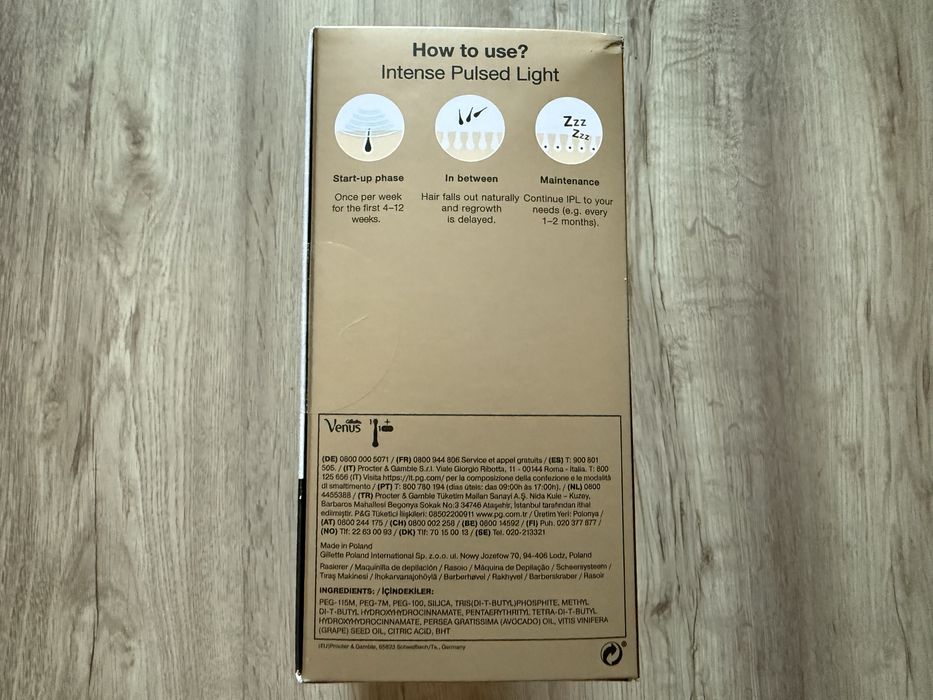 How to use?
Intense Pulsed Light
Zzz
Zzz
Start-up phase
Once per week
for the first 4–12
weeks.
In between
Hair falls out naturally
and regrowth
is delayed.
Maintenance
Continue IPL to your
needs (e.g. every
1–2 months).
Gillette
Venus
(DE) 0800 000 5071 / (FR) 0800 944 806 Service et appel gratuits / (ES) T: 900 801
505. / (IT) Procter & Gamble S.r.l. Viale Giorgio Ribotta, 11 - 00144 Roma - Italia. T: 800
125 656 (IT) Visita https://it.pg.com/ per la composizione della confezione e le modalità
di smaltimento / (PT) T: 800 780 194 (dias úteis: das 09:00h às 17:00h). / (NL) 0800
4455388 / (TR) Procter & Gamble Tüketim Malları Sanayi A.Ş. Nida Kule – Kuzey,
Barbaros Mahallesi Begonya Sokak No:3 34746 Ataşehir, İstanbul tarafından ithal
edilmiştir. P&G Tüketici İlişkileri: 08502200911 www.pg.com.tr / Üretim Yeri: Polonya /
(AT) 0800 244 175 / (CH) 0800 002 258 / (BE) 0800 14592 / (FI) Puh. 020 377 877 /
(NO) Tlf: 22 63 00 93 / (DK) Tlf: 70 15 00 13 / (SE) Tel. 020-213321
Made in Poland
Gillette Poland International Sp. z.o.o. ul. Nowy Jozefow 70, 94-406 Lodz, Poland
Rasierer / Maquinilla de depilación / Rasoio / Máquina de Depilação / Scheersysteem /
Tıraş Makinesi / Ihokarvanajohöylä / Barberhøvel / Rakhyvel / Barberskraber / Rasoir
INGREDIENTS: / İÇİNDEKİLER:
PEG-115M, PEG-7M, PEG-100, SILICA, TRIS(DI-T-BUTYL)PHOSPHITE, METHYL
DI-T-BUTYL HYDROXYHYDROCINNAMATE, PENTAERYTHRITYL TETRA-DI-T-BUTYL
HYDROXYHYDROCINNAMATE, PERSEA GRATISSIMA (AVOCADO) OIL, VITIS VINIFERA
(GRAPE) SEED OIL, CITRIC ACID, BHT
(EU)Procter & Gamble, 65823 Schwalbach/Ts., Germany